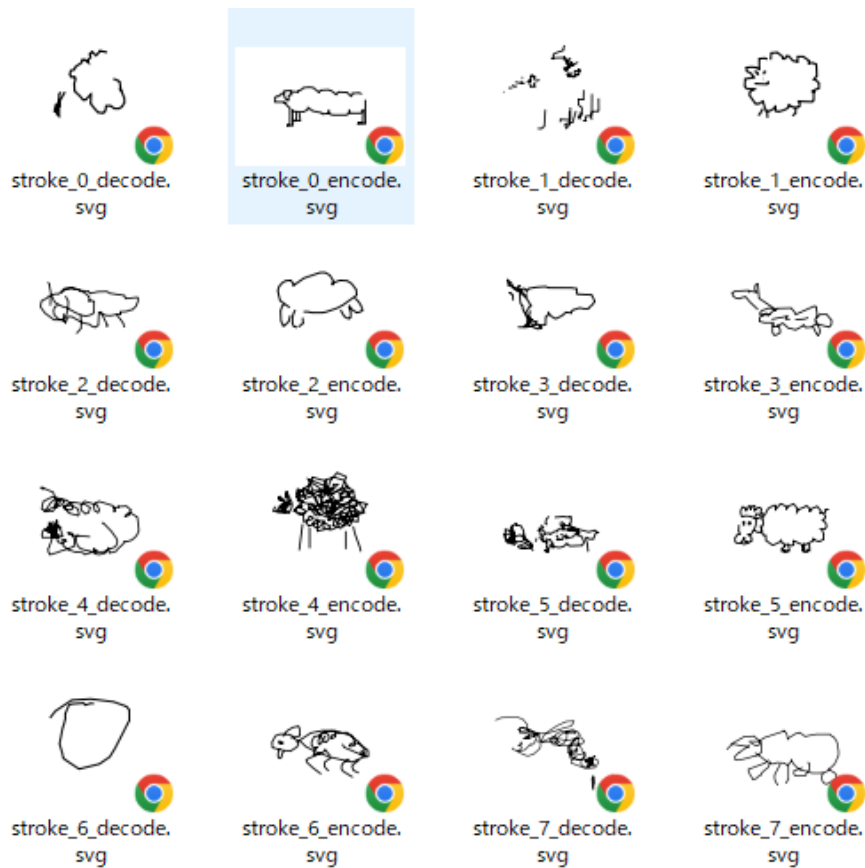 stroke_0_decode.
svg
stroke_0_encode.
svg
stroke_1_decode.
svg
stroke_1_encode.
svg
stroke_2_decode.
svg
stroke_2_encode.
svg
stroke_3_decode.
svg
stroke_3_encode.
svg
stroke_4_decode.
svg
stroke_4_encode.
svg
stroke_5_decode.
svg
stroke_5_encode.
svg
stroke_6_decode.
svg
stroke_6_encode.
svg
stroke_7_decode.
svg
stroke_7_encode.
svg